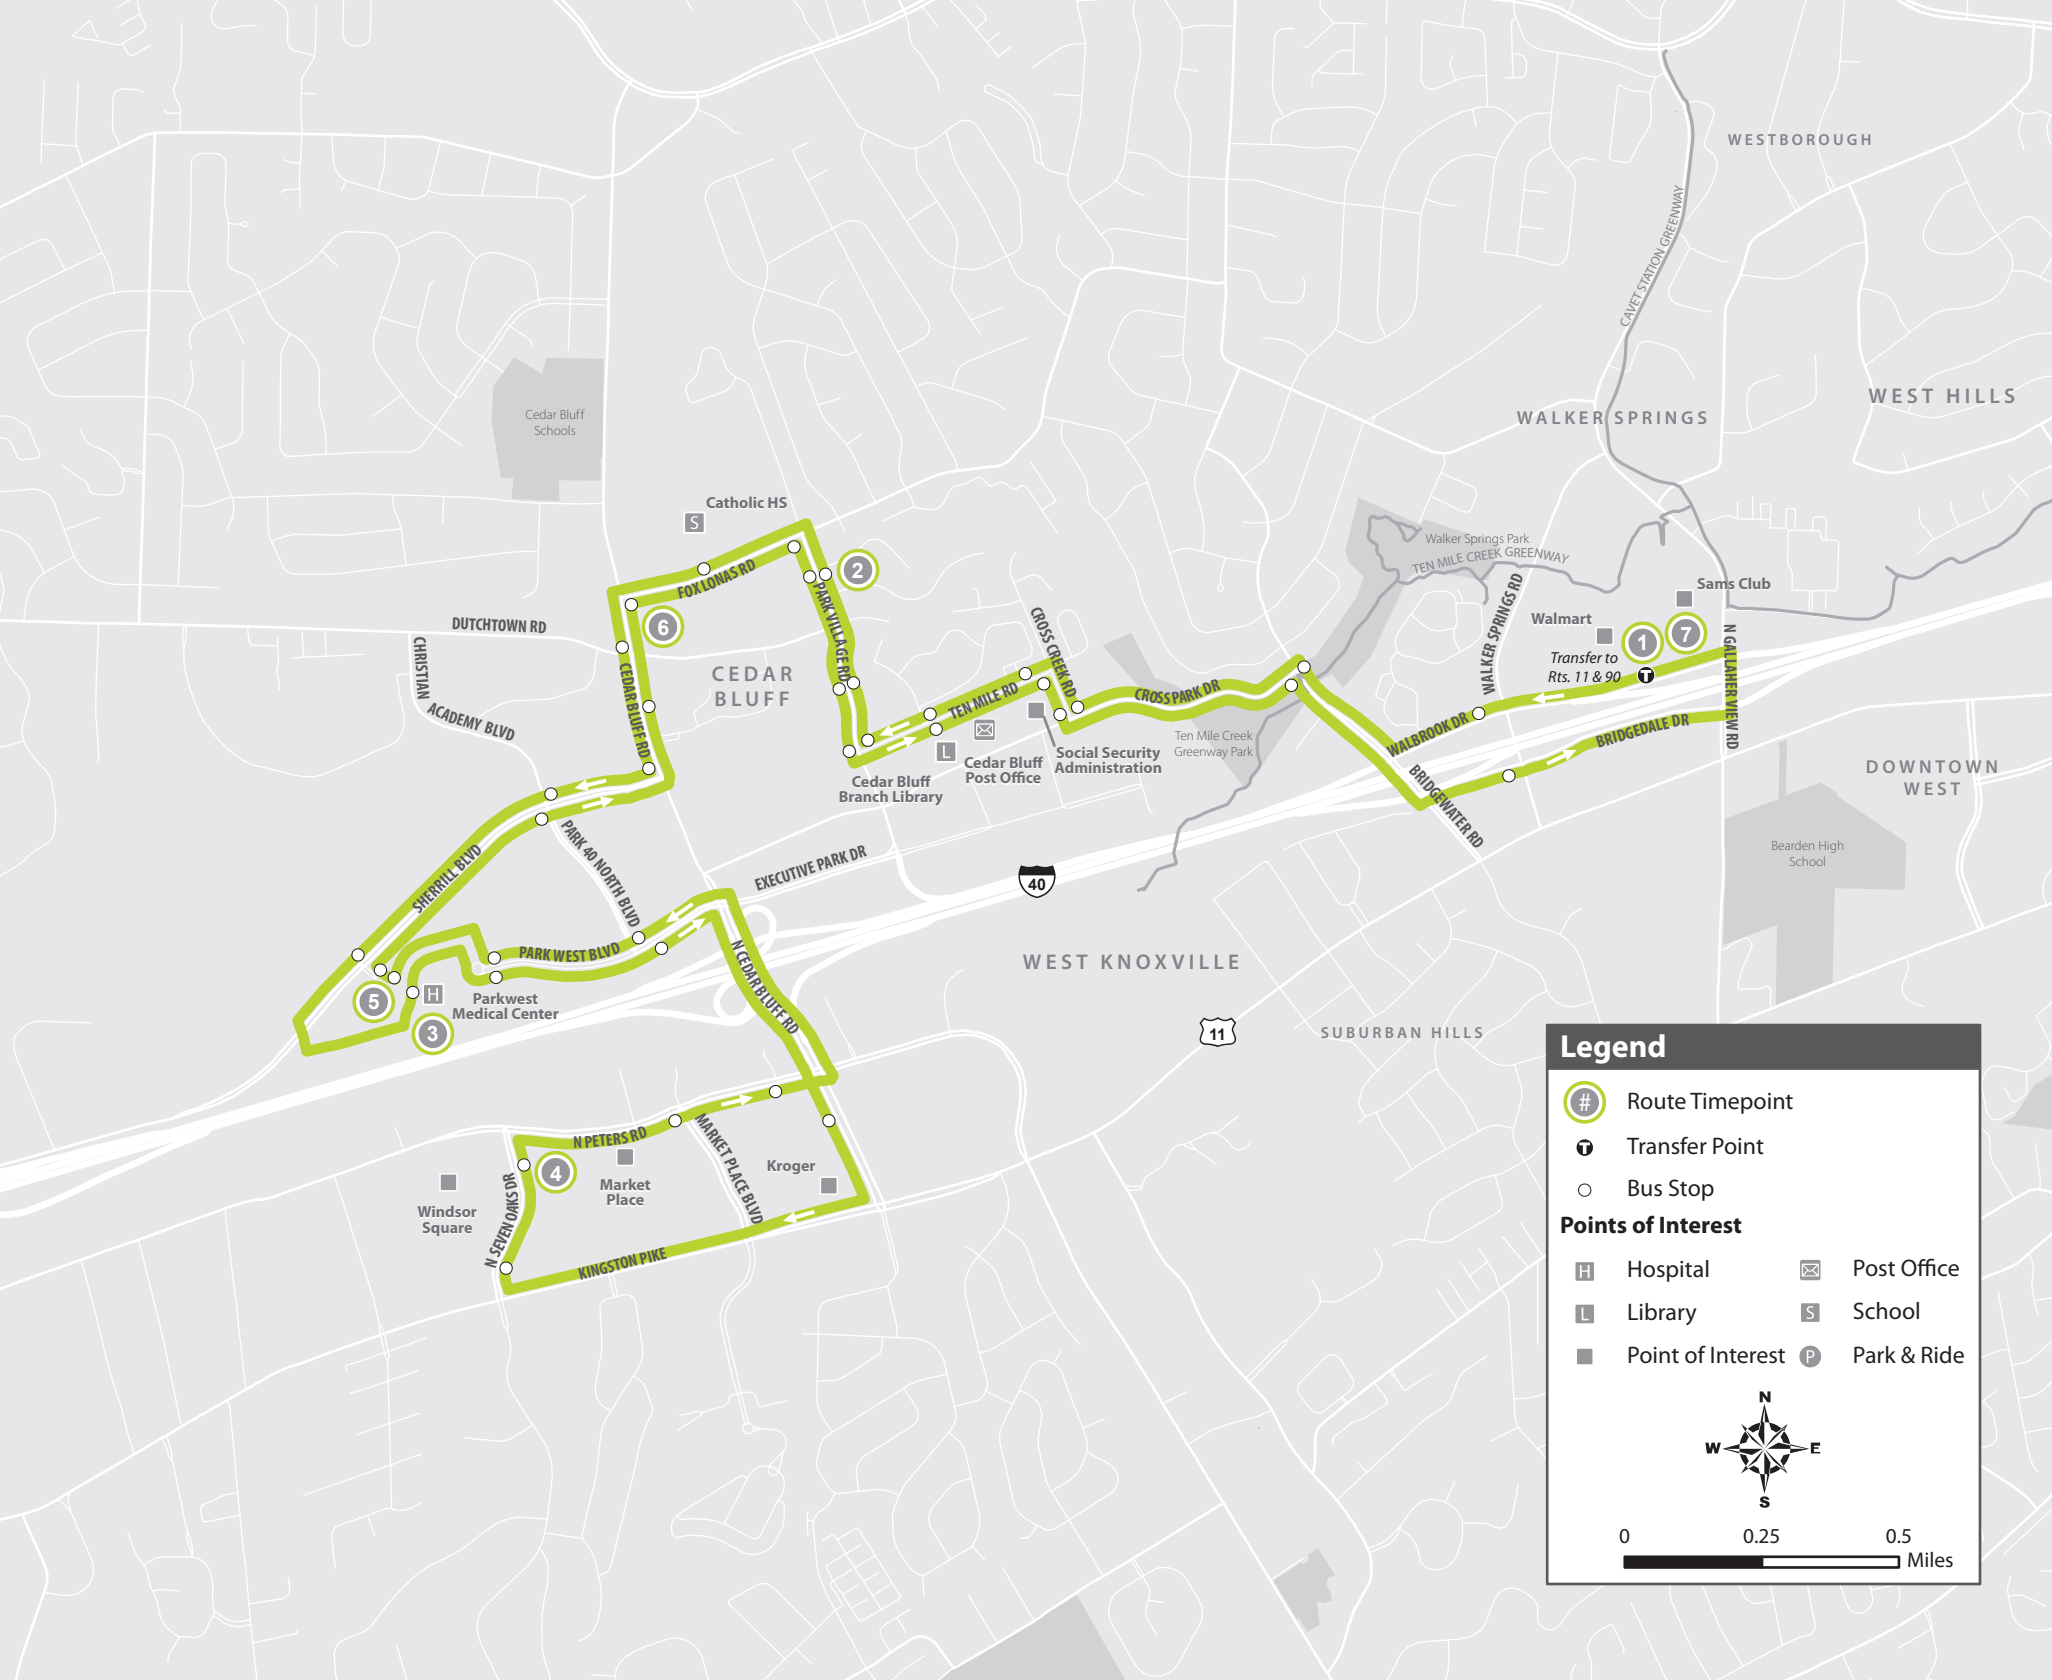 WESTBOROUGH
CAVET STATION GREENWAY
WEST HILLS
WALKER SPRINGS
Cedar Bluff
Schools
Catholic HS
S
Walker Springs Park
TEN MILE CREEK GREENWAY
2
FOX LONAS RD
Sams Club
PARK VILLAGE RD
WALKER SPRINGS RD
Walmart
DUTCHTOWN RD
6
CROSS CREEK RD
1
7
N GALLAHER VIEW RD
Transfer to
Rts. 11 & 90
T
CHRISTIAN
ACADEMY BLVD
CEDAR BLUFF RD
CEDAR
BLUFF
TEN MILE RD
CROSS PARK DR
WALBROOK DR
BRIDGEDALE DR
Ten Mile Creek
Greenway Park
L
Social Security
Administration
Cedar Bluff
Post Office
Cedar Bluff
Branch Library
BRIDGEWATER RD
DOWNTOWN
WEST
PARK 40 NORTH BLVD
SHERRILL BLVD
EXECUTIVE PARK DR
Bearden High
School
40
PARK WEST BLVD
N CEDAR BLUFF RD
WEST KNOXVILLE
5
H
Parkwest
Medical Center
3
11
SUBURBAN HILLS
N PETERS RD
MARKET PLACE BLVD
4
Kroger
Market
Place
N SEVEN OAKS DR
Windsor
Square
KINGSTON PIKE
Legend
# Route Timepoint
T Transfer Point
Bus Stop
Points of Interest
H Hospital
Post Office
L Library
S School
Point of Interest
P Park & Ride
N
W E
S
0 0.25 0.5
Miles